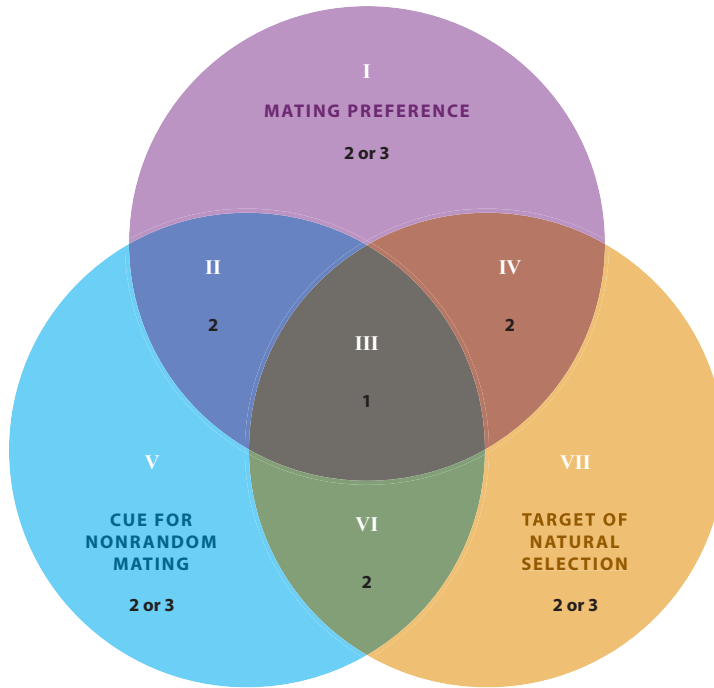 I
MATING PREFERENCE
2 or 3
II
IV
2
2
III
1
V
VII
CUE FOR
NONRANDOM
MATING
2 or 3
VI
2
TARGET OF
NATURAL
SELECTION
2 or 3